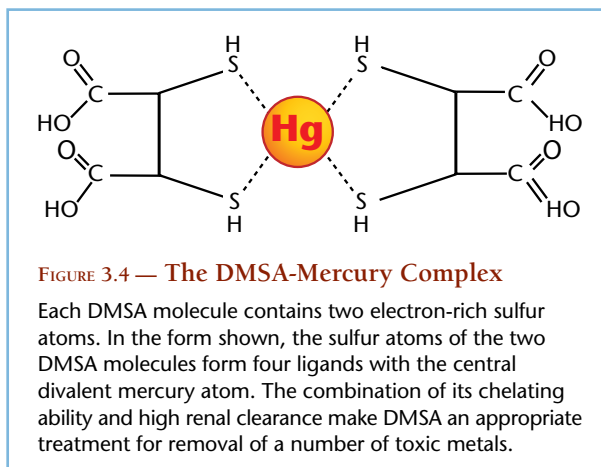 H H
O S S O
C Hg C
HO HO
O O
C C
HO S S HO
H H
FIGURE 3.4 — The DMSA-Mercury Complex
Each DMSA molecule contains two electron-rich sulfur
atoms. In the form shown, the sulfur atoms of the two
DMSA molecules form four ligands with the central
divalent mercury atom. The combination of its chelating
ability and high renal clearance make DMSA an appropriate
treatment for removal of a number of toxic metals.